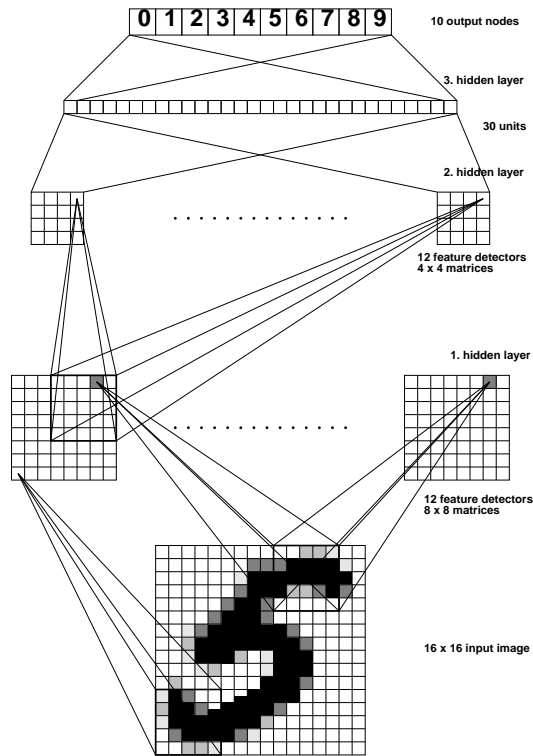 0 1 2 3 4 5 6 7 8 9
10 output nodes
3. hidden layer
30 units
2. hidden layer
12 feature detectors
4 x 4 matrices
1. hidden layer
12 feature detectors
8 x 8 matrices
16 x 16 input image